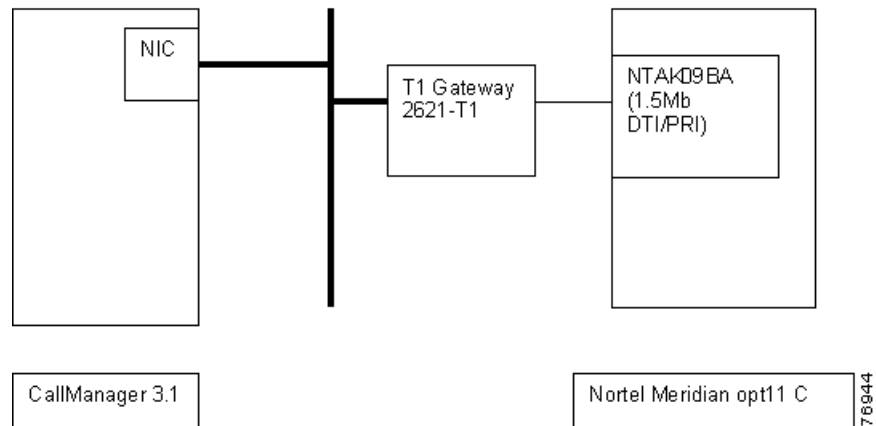 NIC
T1 Gateway
2621-T1
NTAK09BA
(1.5Mb
DTI/PRI)
CallManager 3.1
Nortel Meridian opt11 C
76944